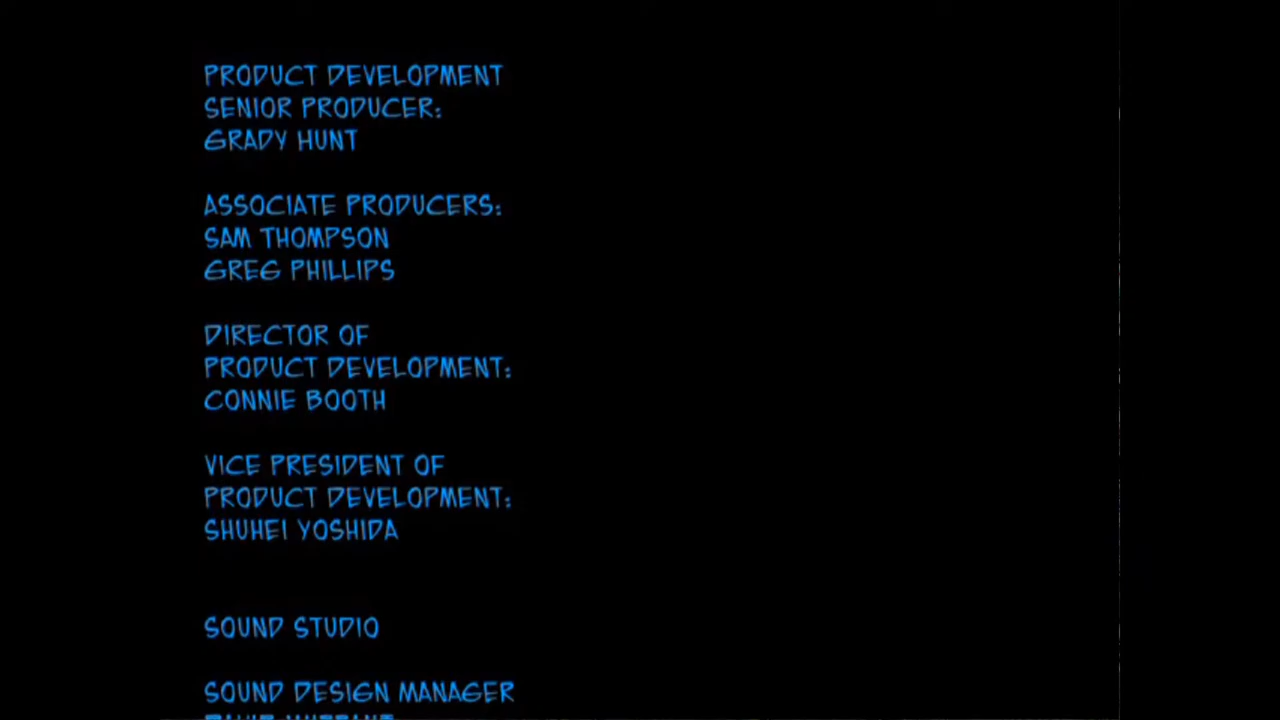 PRODUCT DEVELOPMENT
SENIOR PRODUCER:
GRADY HUNT
ASSOCIATE PRODUCERS:
SAM THOMPSON
GREG PHILLIPS
DIRECTOR OF
PRODUCT DEVELOPMENT:
CONNIE BOOTH
VICE PRESIDENT OF
PRODUCT DEVELOPMENT:
SHUHEI YOSHIDA
SOUND STUDIO
SOUND DESIGN MANAGER